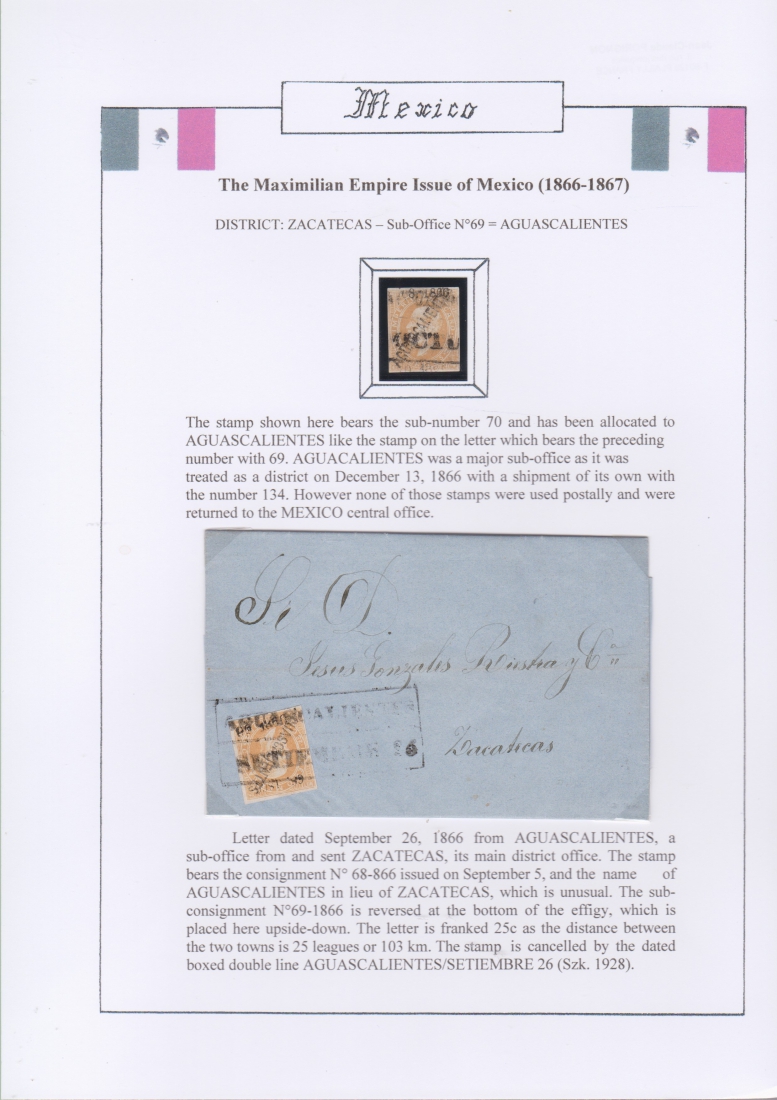 Mexico
The Maximilian Empire Issue of Mexico (1866-1867)
DISTRICT: ZACATECAS – Sub-Office N°69 = AGUASCALIENTES
The stamp shown here bears the sub-number 70 and has been allocated to
AGUASCALIENTES like the stamp on the letter which bears the preceding
number with 69. AGUACALIENTES was a major sub-office as it was
treated as a district on December 13, 1866 with a shipment of its own with
the number 134. However none of those stamps were used postally and were
returned to the MEXICO central office.
Jesus Gonzales Riestra y Cia
AGUASCALIENTES
SETIEMBRE 26
Zacatecas
Letter dated September 26, 1866 from AGUASCALIENTES, a
sub-office from and sent ZACATECAS, its main district office. The stamp
bears the consignment N° 68-866 issued on September 5, and the name of
AGUASCALIENTES in lieu of ZACATECAS, which is unusual. The sub-
consignment N°69-1866 is reversed at the bottom of the effigy, which is
placed here upside-down. The letter is franked 25c as the distance between
the two towns is 25 leagues or 103 km. The stamp is cancelled by the dated
boxed double line AGUASCALIENTES/SETIEMBRE 26 (Szk. 1928).